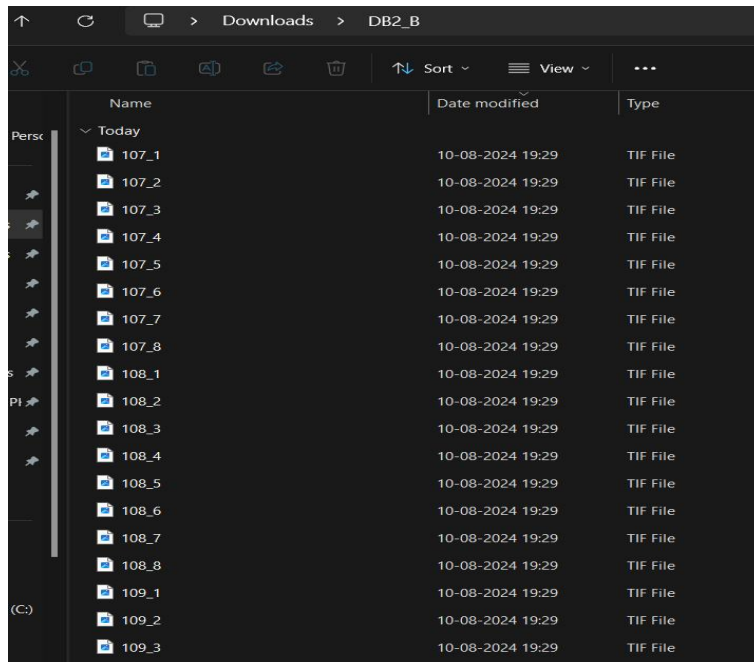 > Downloads > DB2_B
Sort View ...
Name Date modified Type
Today
107_1 10-08-2024 19:29 TIF File
107_2 10-08-2024 19:29 TIF File
107_3 10-08-2024 19:29 TIF File
107_4 10-08-2024 19:29 TIF File
107_5 10-08-2024 19:29 TIF File
107_6 10-08-2024 19:29 TIF File
107_7 10-08-2024 19:29 TIF File
107_8 10-08-2024 19:29 TIF File
108_1 10-08-2024 19:29 TIF File
108_2 10-08-2024 19:29 TIF File
108_3 10-08-2024 19:29 TIF File
108_4 10-08-2024 19:29 TIF File
108_5 10-08-2024 19:29 TIF File
108_6 10-08-2024 19:29 TIF File
108_7 10-08-2024 19:29 TIF File
108_8 10-08-2024 19:29 TIF File
109_1 10-08-2024 19:29 TIF File
(C:)
109_2 10-08-2024 19:29 TIF File
109_3 10-08-2024 19:29 TIF File